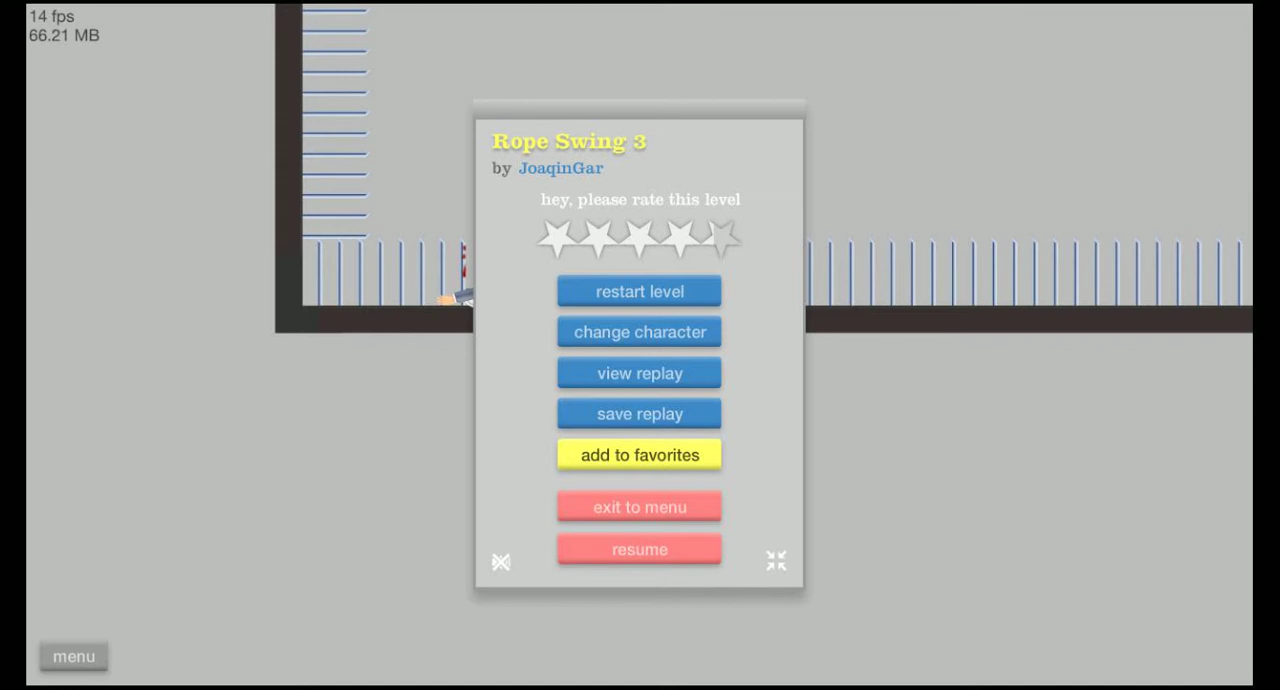 14 fps
66.21 MB
Rope Swing 3
by JoaqinGar
hey, please rate this level
restart level
change character
view replay
save replay
add to favorites
exit to menu
resume
menu